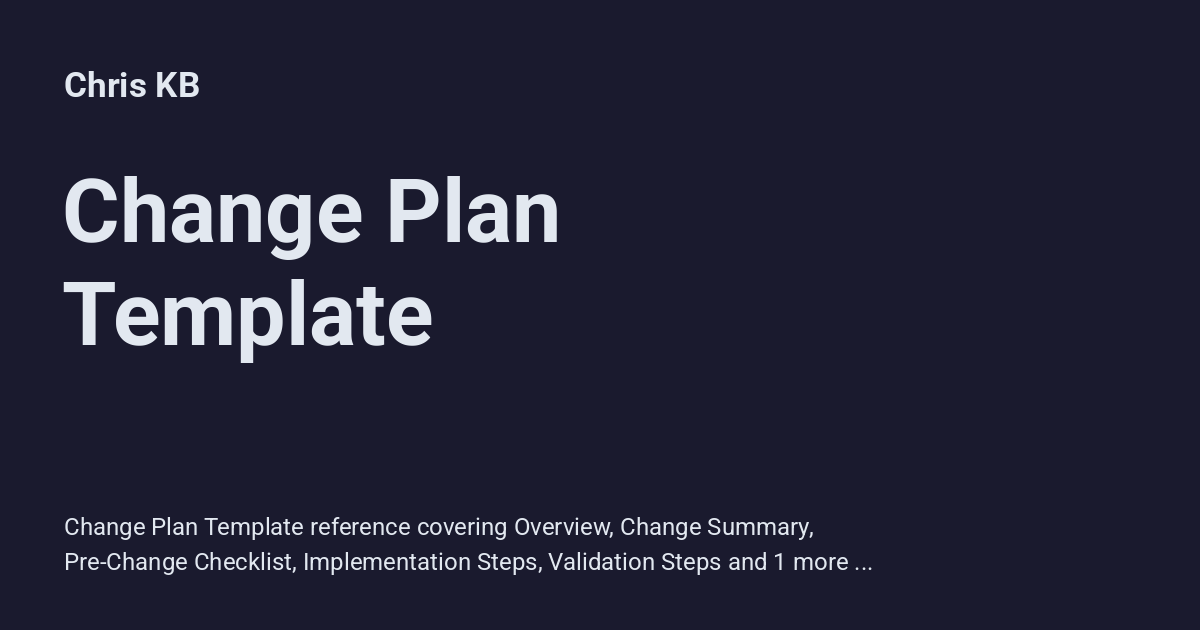 Chris KB
Change Plan
Template
Change Plan Template reference covering Overview, Change Summary,
Pre-Change Checklist, Implementation Steps, Validation Steps and 1 more ...